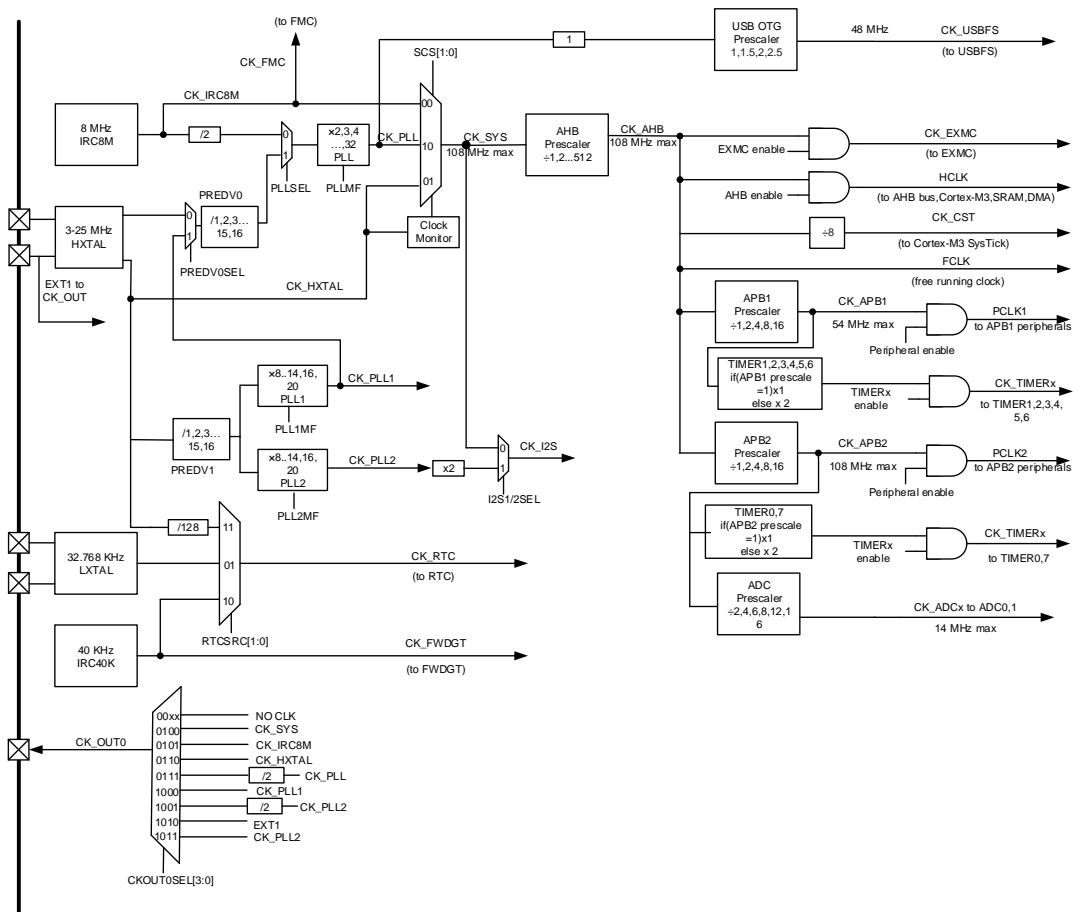 (to FMC)
CK_FMC
SCS[1:0]
1
USB OTG
Prescaler
1,1.5,2,2.5
48 MHz
CK_USBFS
(to USBFS)
CK_IRC8M
8 MHz
IRC8M
/2
0
1
PLLSEL
×2,3,4
…,32
PLL
PLLMF
CK_PLL
00
10
01
CK_SYS
108 MHz max
AHB
Prescaler
÷1,2...512
CK_AHB
108 MHz max
EXMC enable
CK_EXMC
(to EXMC)
AHB enable
HCLK
(to AHB bus,Cortex-M3,SRAM,DMA)
÷8
CK_CST
(to Cortex-M3 SysTick)
FCLK
(free running clock)
PREDV0
0
1
/1,2,3…
15,16
PREDV0SEL
3-25 MHz
HXTAL
Clock
Monitor
EXT1 to
CK_OUT
CK_HXTAL
APB1
Prescaler
÷1,2,4,8,16
CK_APB1
54 MHz max
Peripheral enable
PCLK1
to APB1 peripherals
TIMER1,2,3,4,5,6
if(APB1 prescale
=1)x1
else x 2
TIMERx
enable
CK_TIMERx
to TIMER1,2,3,4,
5,6
×8..14,16,
20
PLL1
CK_PLL1
PLL1MF
/1,2,3…
15,16
PREDV1
×8..14,16,
20
PLL2
CK_PLL2
PLL2MF
x2
0
1
CK_I2S
I2S1/2SEL
APB2
Prescaler
÷1,2,4,8,16
CK_APB2
108 MHz max
Peripheral enable
PCLK2
to APB2 peripherals
TIMER0,7
if(APB2 prescale
=1)x1
else x 2
TIMERx
enable
CK_TIMERx
to TIMER0,7
ADC
Prescaler
÷2,4,6,8,12,1
6
CK_ADCx to ADC0,1
14 MHz max
/128
11
01
10
32.768 KHz
LXTAL
CK_RTC
(to RTC)
RTCSRC[1:0]
40 KHz
IRC40K
CK_FWDGT
(to FWDGT)
CK_OUT0
00xx
NO CLK
0100
CK_SYS
0101
CK_IRC8M
0110
CK_HXTAL
0111
/2
CK_PLL
1000
CK_PLL1
1001
/2
CK_PLL2
1010
EXT1
1011
CK_PLL2
CKOUT0SEL[3:0]